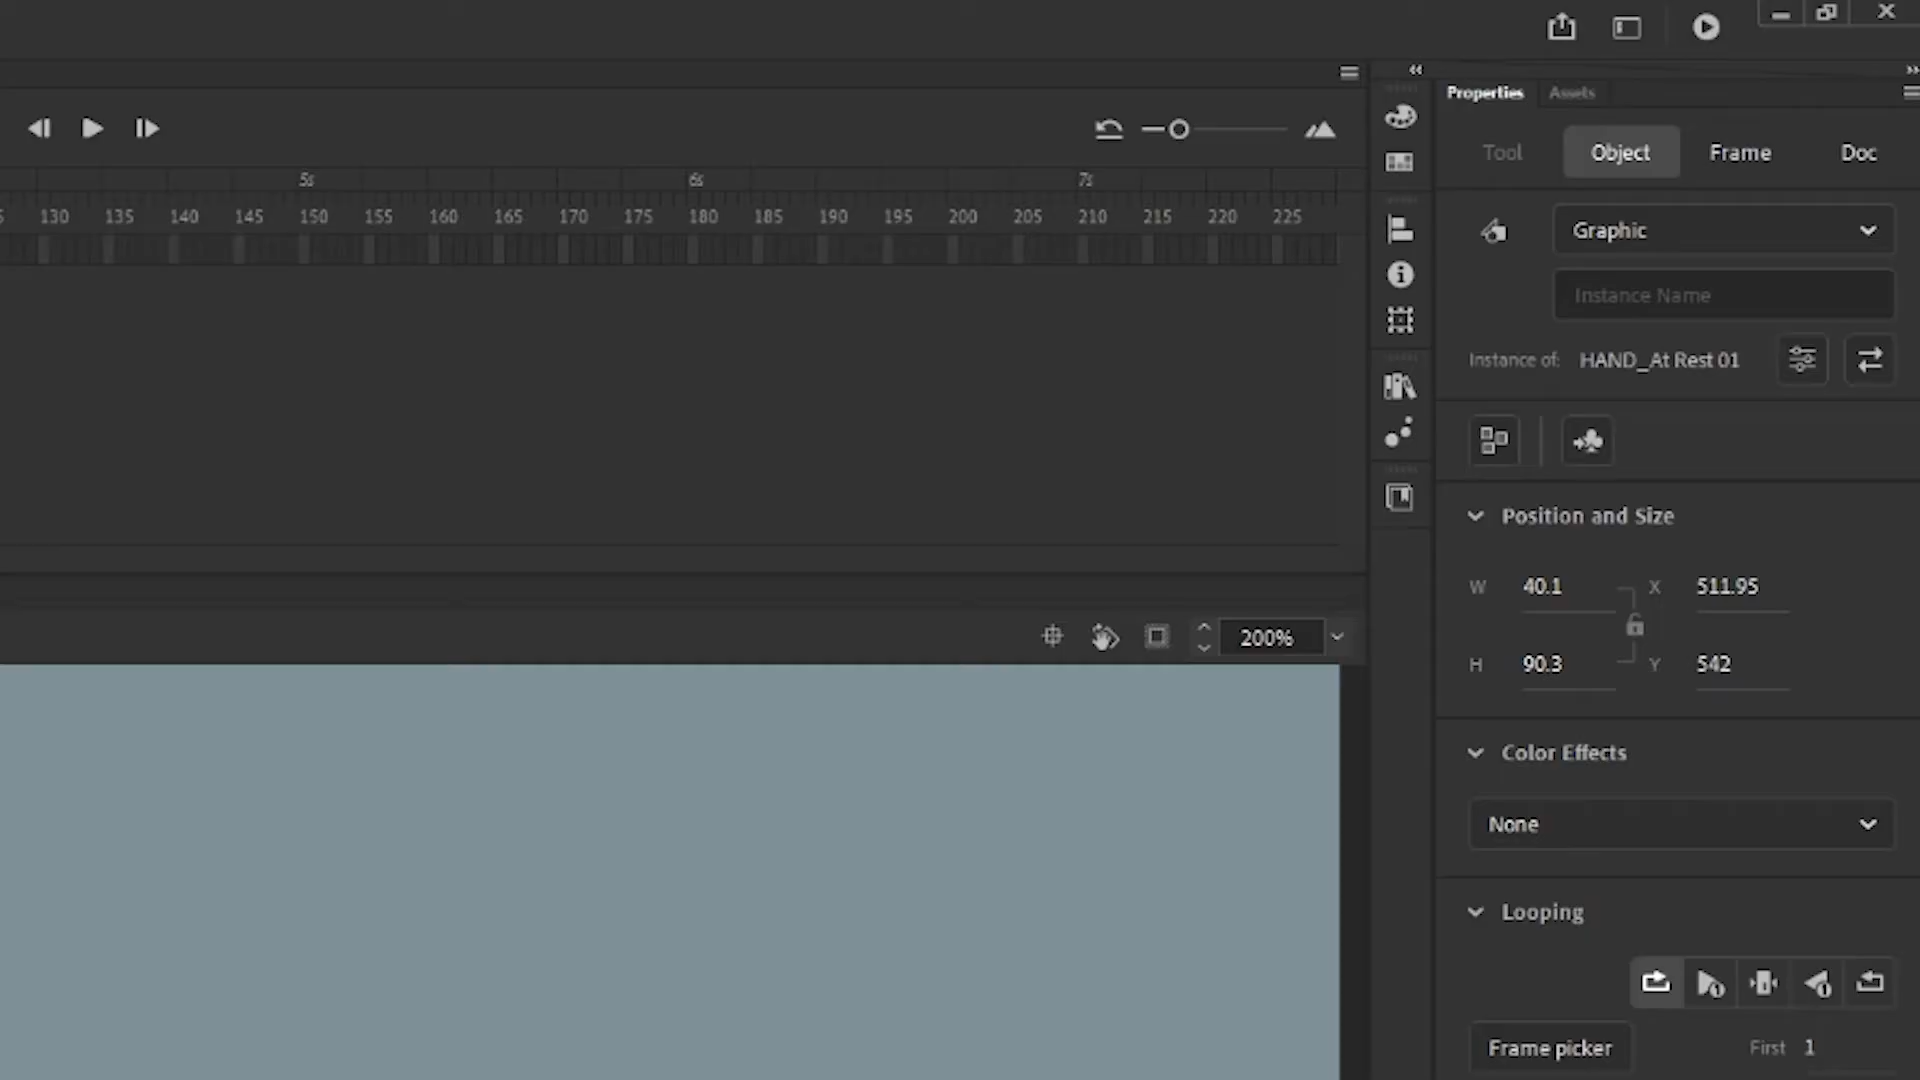 Properties Assets
Tool Object Frame Doc
5s 6s 7s
130 135 140 145 150 155 160 165 170 175 180 185 190 195 200 205 210 215 220 225
Graphic
Instance Name
Instance of: HAND_At Rest 01
Position and Size
W 40.1 X 511.95
200%
H 90.3 Y 542
Color Effects
None
Looping
Frame picker First 1